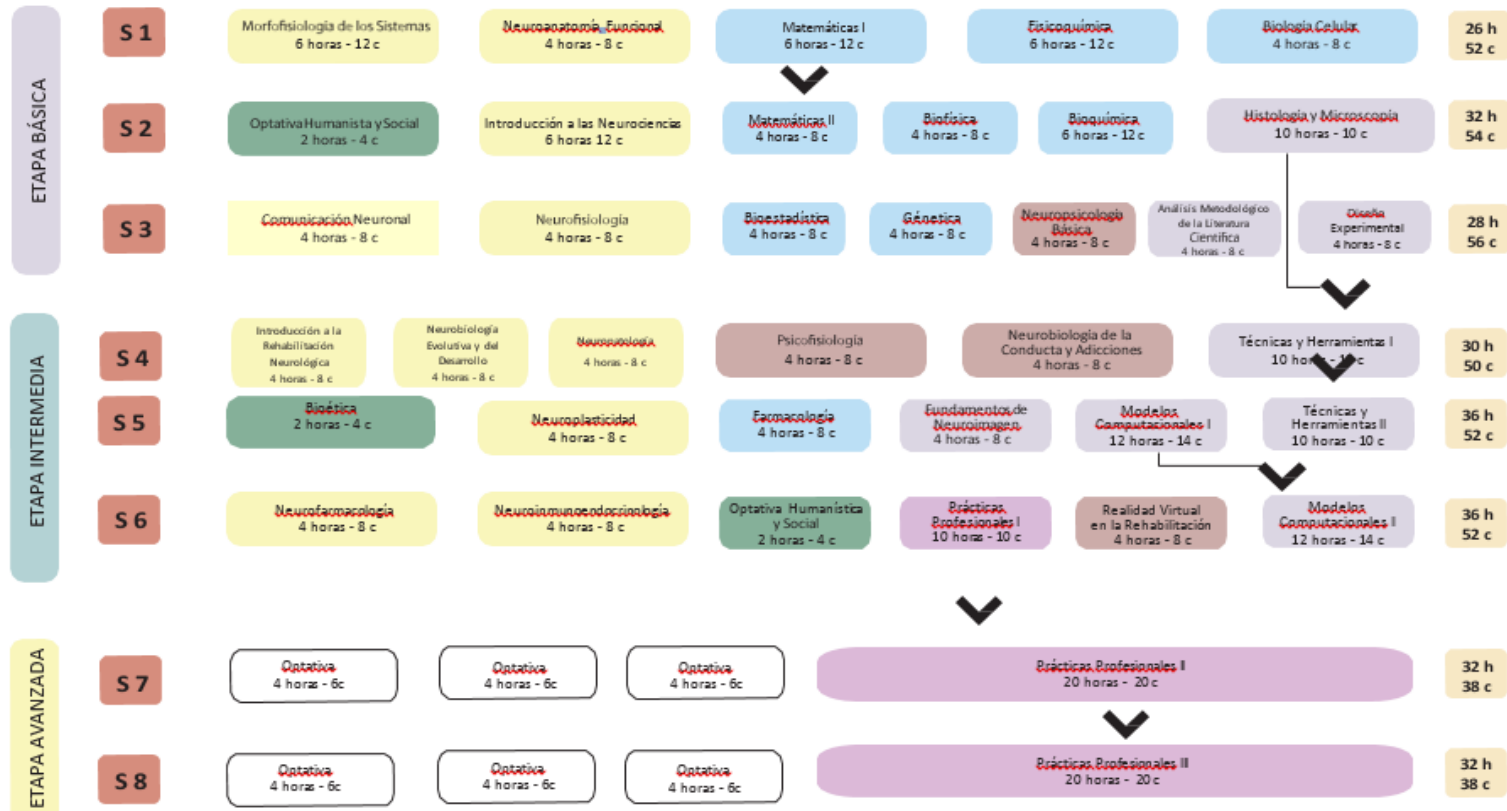 ETAPA BÁSICA
S 1
Morfofisiología de los Sistemas
6 horas - 12 c
Neuroanatomía Funcional
4 horas - 8 c
Matemáticas I
6 horas - 12 c
Fisicoquímica
6 horas - 12 c
Biología Celular
4 horas - 8 c
26 h
52 c
S 2
Optativa Humanista y Social
2 horas - 4 c
Introducción a las Neurociencias
6 horas 12 c
Matemáticas II
4 horas - 8 c
Biofísica
4 horas - 8 c
Bioquímica
6 horas - 12 c
Histología y Microscopía
10 horas - 10 c
32 h
54 c
S 3
Comunicación Neuronal
4 horas - 8 c
Neurofisiología
4 horas - 8 c
Bioestadística
4 horas - 8 c
Génetica
4 horas - 8 c
Neuropsicología
Básica
4 horas - 8 c
Análisis Metodológico
de la Literatura
Científica
4 horas - 8 c
Diseño
Experimental
4 horas - 8 c
28 h
56 c
ETAPA INTERMEDIA
S 4
Introducción a la
Rehabilitación
Neurológica
4 horas - 8 c
Neurobiología
Evolutiva y del
Desarrollo
4 horas - 8 c
Neuropatología
4 horas - 8 c
Psicofisiología
4 horas - 8 c
Neurobiología de la
Conducta y Adicciones
4 horas - 8 c
Técnicas y Herramientas I
10 horas - c
30 h
50 c
S 5
Bioética
2 horas - 4 c
Neuroplasticidad
4 horas - 8 c
Farmacología
4 horas - 8 c
Fundamentos de
Neuroimagen
4 horas - 8 c
Modelos
Computacionales I
12 horas - 14 c
Técnicas y
Herramientas II
10 horas - 10 c
36 h
52 c
S 6
Neurofarmacología
4 horas - 8 c
Neuroinmunoendocrinología
4 horas - 8 c
Optativa Humanística
y Social
2 horas - 4 c
Prácticas
Profesionales I
10 horas - 10 c
Realidad Virtual
en la Rehabilitación
4 horas - 8 c
Modelos
Computacionales II
12 horas - 14 c
36 h
52 c
ETAPA AVANZADA
S 7
Optativa
4 horas - 6c
Optativa
4 horas - 6c
Optativa
4 horas - 6c
Prácticas Profesionales II
20 horas - 20 c
32 h
38 c
S 8
Optativa
4 horas - 6c
Optativa
4 horas - 6c
Optativa
4 horas - 6c
Prácticas Profesionales III
20 horas - 20 c
32 h
38 c